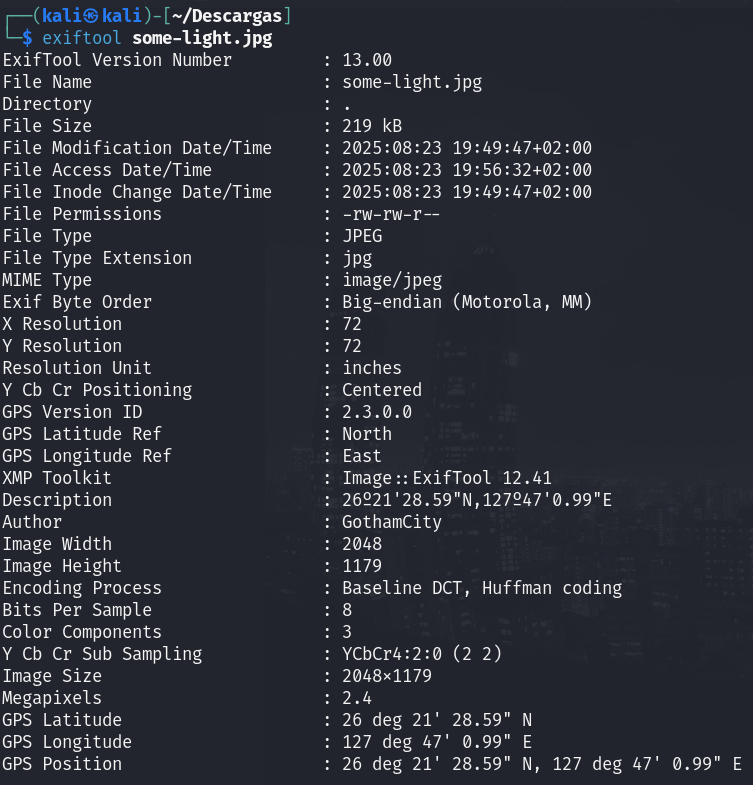 ┌──(kali㉿kali)-[~/Descargas]
└─$ exiftool some-light.jpg
ExifTool Version Number         : 13.00
File Name                       : some-light.jpg
Directory                       : .
File Size                       : 219 kB
File Modification Date/Time     : 2025:08:23 19:49:47+02:00
File Access Date/Time           : 2025:08:23 19:56:32+02:00
File Inode Change Date/Time     : 2025:08:23 19:49:47+02:00
File Permissions                : -rw-rw-r--
File Type                       : JPEG
File Type Extension             : jpg
MIME Type                       : image/jpeg
Exif Byte Order                 : Big-endian (Motorola, MM)
X Resolution                    : 72
Y Resolution                    : 72
Resolution Unit                 : inches
Y Cb Cr Positioning             : Centered
GPS Version ID                  : 2.3.0.0
GPS Latitude Ref                : North
GPS Longitude Ref               : East
XMP Toolkit                     : Image::ExifTool 12.41
Description                     : 26º21'28.59"N,127º47'0.99"E
Author                          : GothamCity
Image Width                     : 2048
Image Height                    : 1179
Encoding Process                : Baseline DCT, Huffman coding
Bits Per Sample                 : 8
Color Components                : 3
Y Cb Cr Sub Sampling            : YCbCr4:2:0 (2 2)
Image Size                      : 2048x1179
Megapixels                      : 2.4
GPS Latitude                    : 26 deg 21' 28.59" N
GPS Longitude                   : 127 deg 47' 0.99" E
GPS Position                    : 26 deg 21' 28.59" N, 127 deg 47' 0.99" E